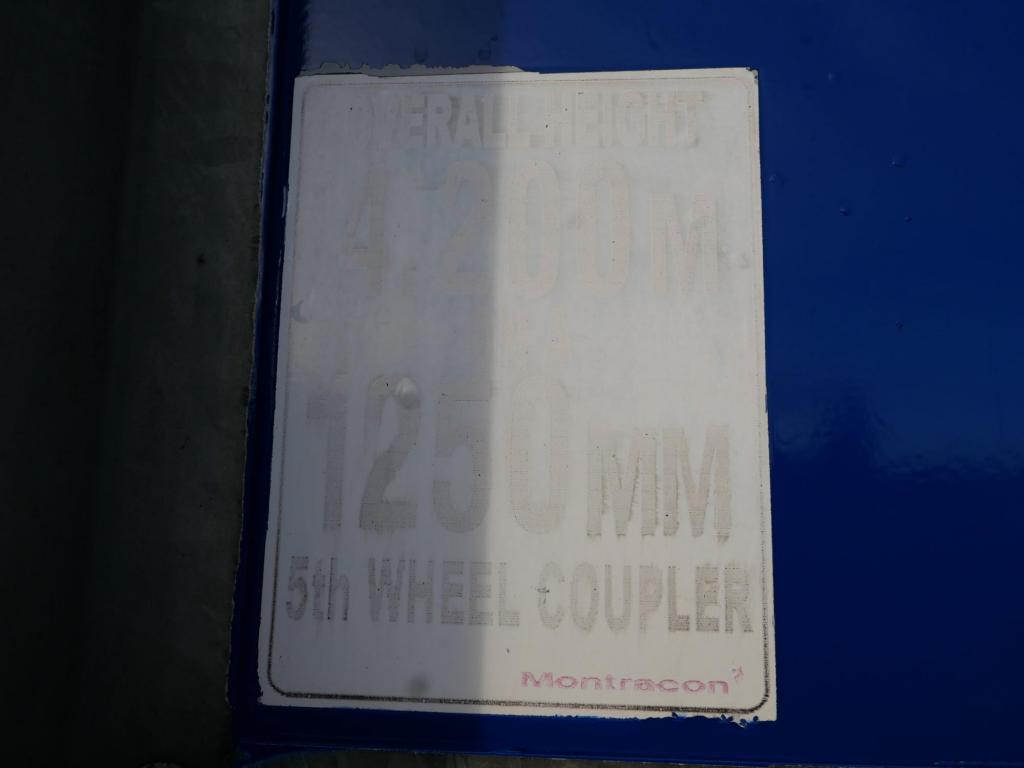 OVERALL HEIGHT
4.200M
1250MM
5th WHEEL COUPLER
Montracon